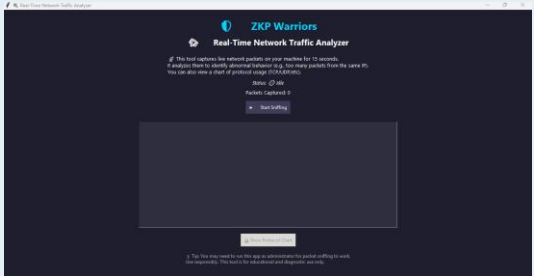 Real-Time Network Traffic Analyzer
ZKP Warriors
Real-Time Network Traffic Analyzer
This tool captures live network packets on your machine for 15 seconds.
It analyzes them to identify abnormal behavior (e.g., too many packets from the same IP).
You can also view a chart of protocol usage (TCP/UDP/etc).
Status: Idle
Packets Captured: 0
Start Sniffing
Show Protocol Chart
Tip: You may need to run this app as administrator for packet sniffing to work.
Use responsibly. This tool is for educational and diagnostic use only.